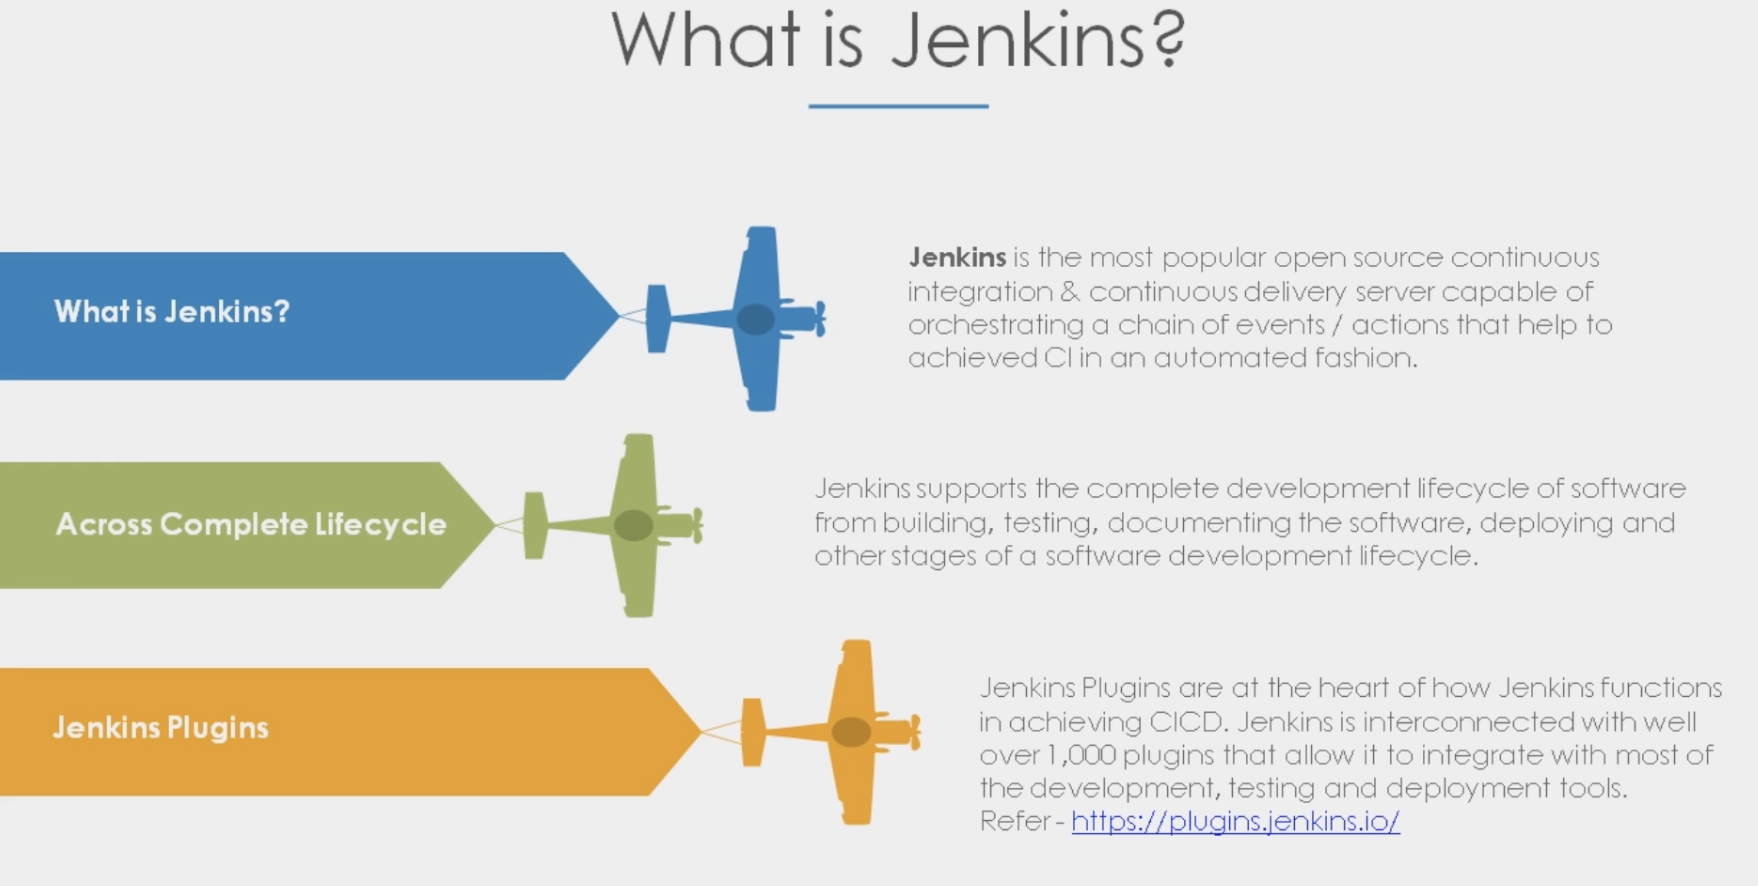 What is Jenkins?
What is Jenkins?
Jenkins is the most popular open source continuous
integration & continuous delivery server capable of
orchestrating a chain of events / actions that help to
achieved CI in an automated fashion.
Across Complete Lifecycle
Jenkins supports the complete development lifecycle of software
from building, testing, documenting the software, deploying and
other stages of a software development lifecycle.
Jenkins Plugins
Jenkins Plugins are at the heart of how Jenkins functions
in achieving CICD. Jenkins is interconnected with well
over 1,000 plugins that allow it to integrate with most of
the development, testing and deployment tools.
Refer - https://plugins.jenkins.io/